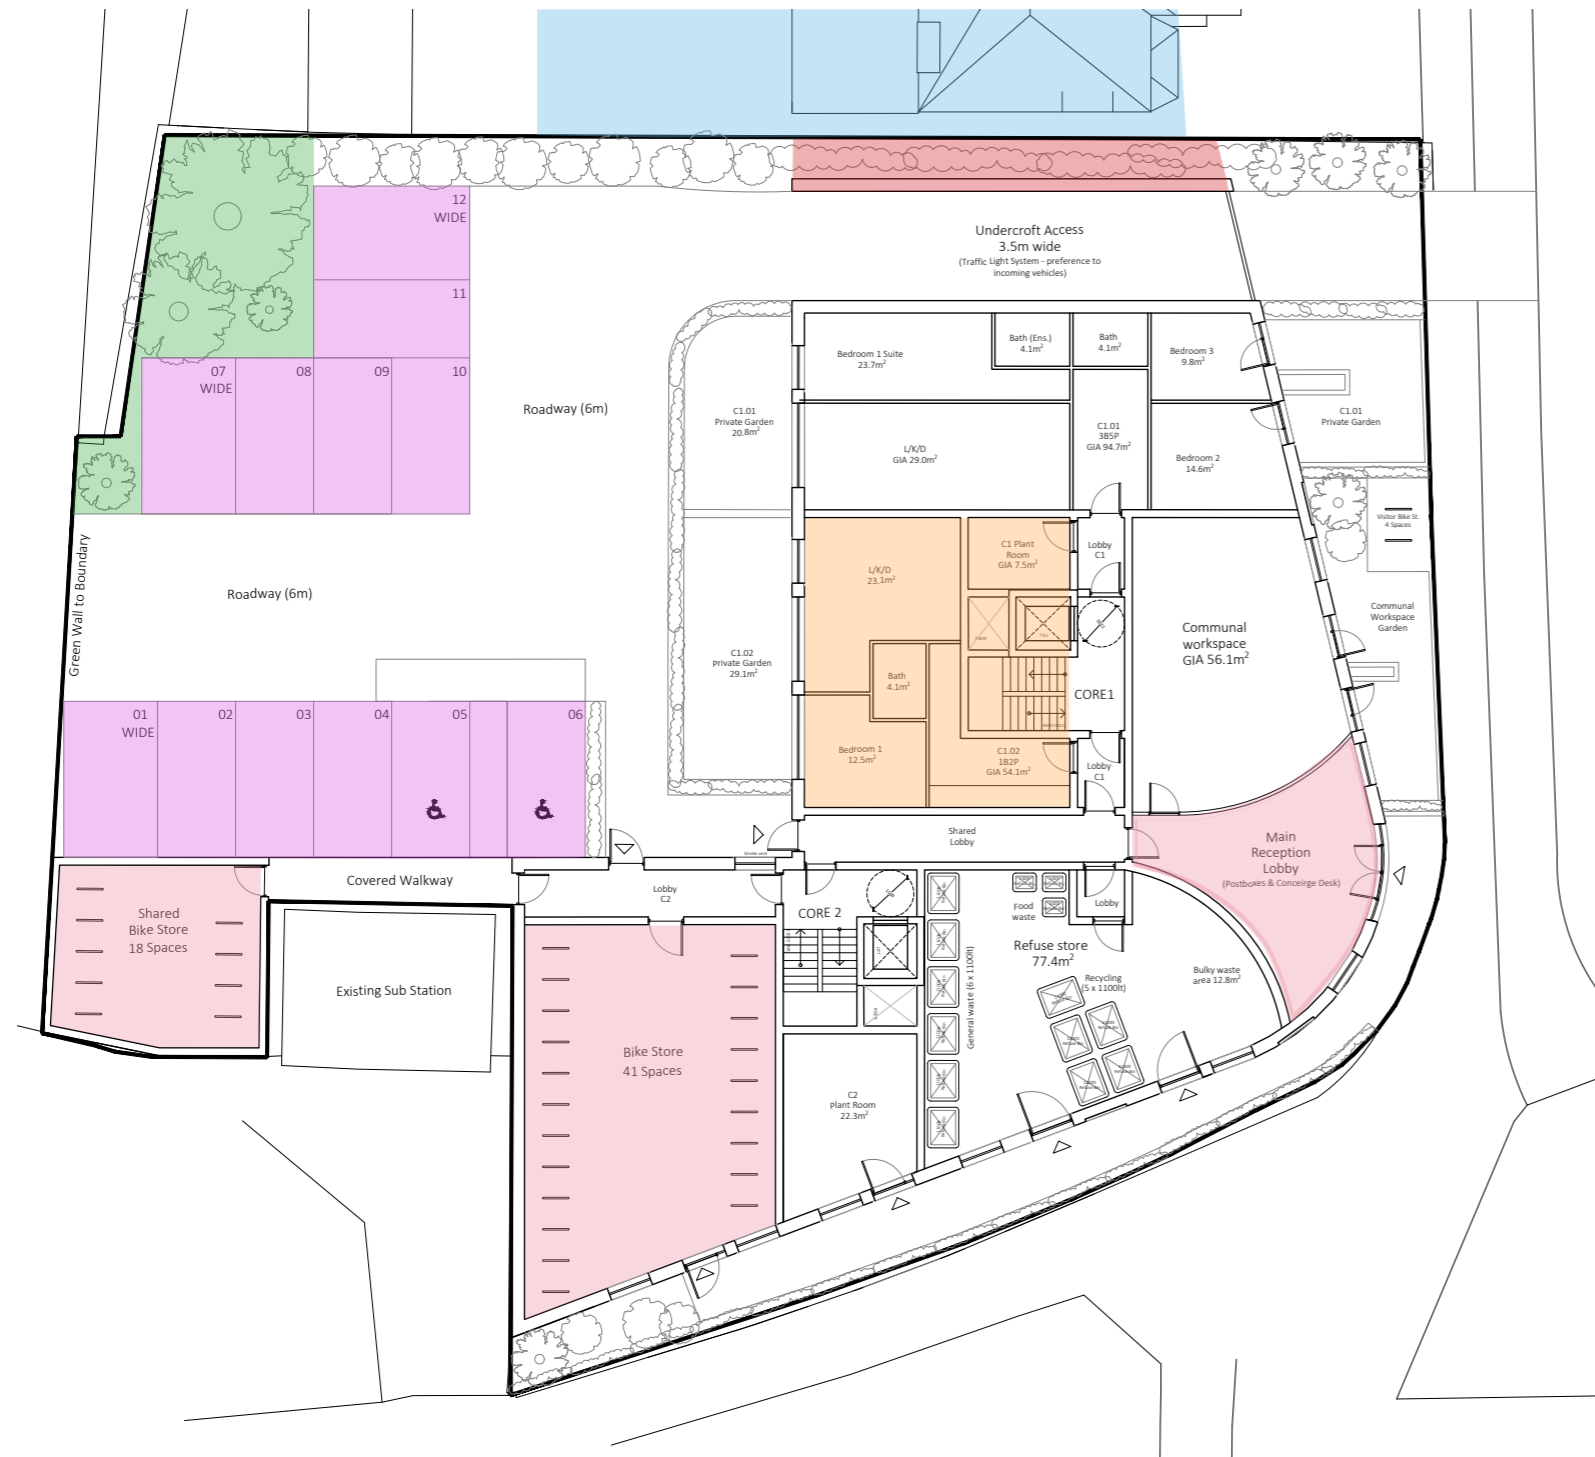 12
WIDE
Undercroft Access
3.5m wide
(Traffic Light System - preference to
incoming vehicles)
11
07
WIDE
08
09
10
Roadway (6m)
Bedroom 1 Suite
23.7m²
Bath (Ens.)
4.1m²
Bath
4.1m²
Bedroom 3
9.8m²
C1.01
Private Garden
20.8m²
L/K/D
GIA 29.0m²
C1.01
3B5P
GIA 94.7m²
Bedroom 2
14.6m²
C1.01
Private Garden
Visitor Bike St.
4 Spaces
Green Wall to Boundary
Roadway (6m)
L/K/D
23.1m²
C1 Plant
Room
GIA 7.5m²
Lobby
C1
C1.02
Private Garden
29.1m²
Communal
workspace
GIA 56.1m²
Communal
Workspace
Garden
Bath
4.1m²
CORE1
01
WIDE
02
03
04
05
06
Bedroom 1
12.5m²
C1.02
1B2P
GIA 54.1m²
Lobby
C1
Shared
Lobby
Main
Reception
Lobby
(Postboxes & Conceirge Desk)
Covered Walkway
Lobby
C2
CORE 2
Food
waste
Lobby
Shared
Bike Store
18 Spaces
Existing Sub Station
General waste (6 x 1100lt)
Refuse store
77.4m²
Recycling
(5 x 1100lt)
Bulky waste
area 12.8m²
Bike Store
41 Spaces
C2
Plant Room
22.3m²